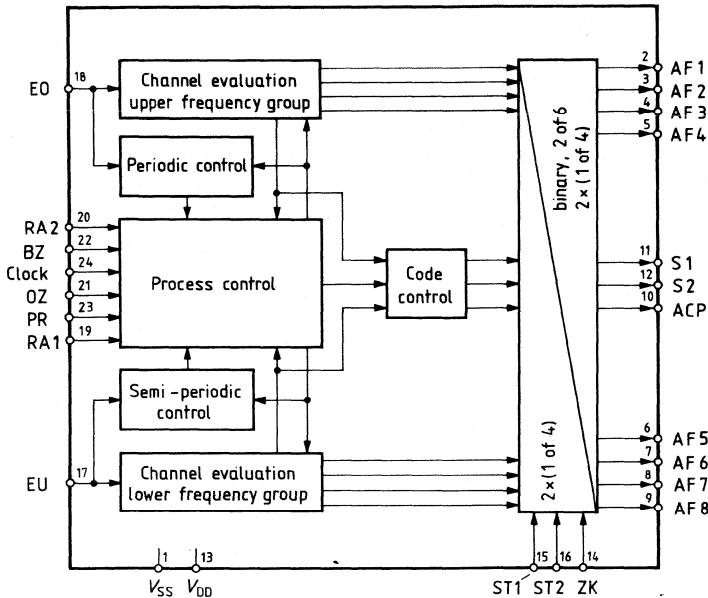 18
EO
Channel evaluation
upper frequency group
2
AF1
3
AF2
4
AF3
5
AF4
Periodic control
binary, 2 of 6
2 × (1 of 4)
20
RA2
22
BZ
24
Clock
21
OZ
23
PR
19
RA1
Process control
Code
control
11
S1
12
S2
10
ACP
Semi-periodic
control
2 × (1 of 4)
6
AF5
7
AF6
8
AF7
9
AF8
17
EU
Channel evaluation
lower frequency group
1
VSS
13
VDD
15
ST1
16
ST2
14
ZK